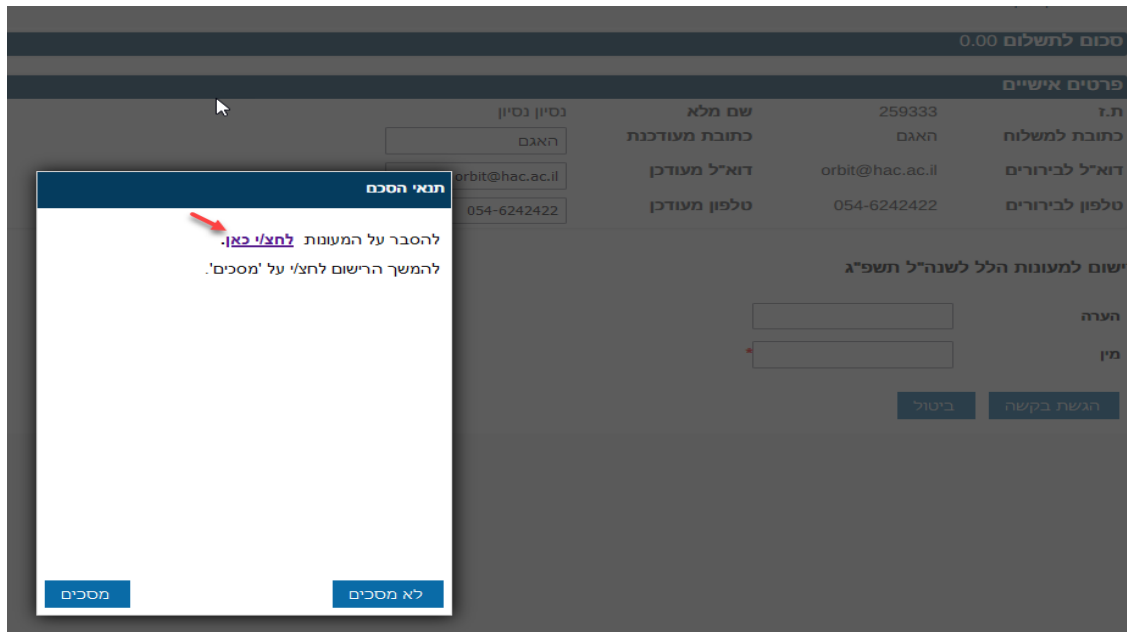 סכום לתשלום 0.00
פרטים אישיים
ת.ז 259333 שם מלא נסיון נסיון
כתובת למשלוח האגם כתובת מעודכנת האגם
דוא"ל לבירורים orbit@hac.ac.il דוא"ל מעודכן orbit@hac.ac.il
טלפון לבירורים 054-6242422 טלפון מעודכן 054-6242422
ישום למעונות הלל לשנה"ל תשפ"ג
הערה
מין *
הגשת בקשה ביטול
תנאי הסכם
להסבר על המעונות לחצ/י כאן.
להמשך הרישום לחצ/י על 'מסכים'.
לא מסכים מסכים